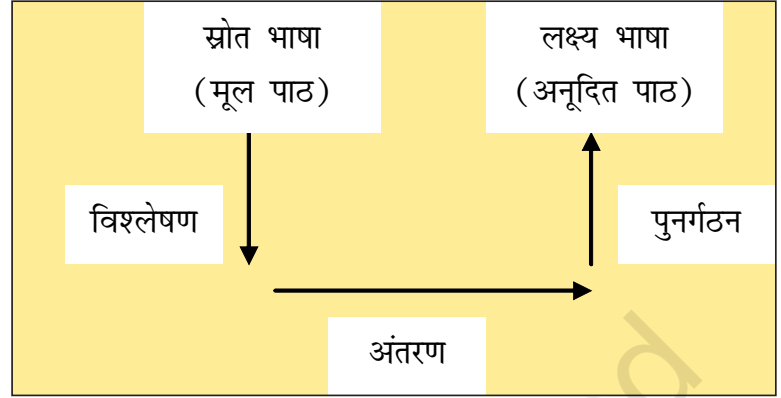 स्रोत भाषा
(मूल पाठ)
लक्ष्य भाषा
(अनूदित पाठ)
विश्लेषण
पुनर्गठन
अंतरण